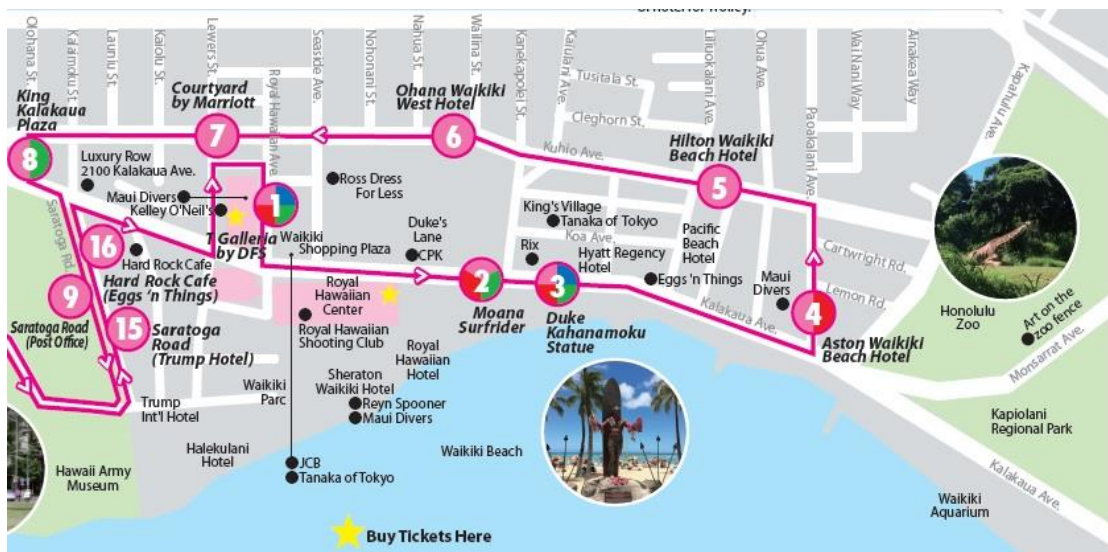 of hotel for trolley.
Olohana St.
Kalaimoku St.
Launiu St.
Kaiolu St.
Lewers St.
Royal Hawaiian Ave.
Seaside Ave.
Nohonani St.
Nahua St.
Walina St.
Kanekapolei St.
Kaiulani Ave.
Tusitala St.
Cleghorn St.
Liliuokalani Ave.
Ohua Ave.
Paoakalani Ave.
Wai Nani Way
Ainakea Way
Kapahulu Ave.
King
Kalakaua
Plaza
8
Courtyard
by Marriott
7
Ohana Waikiki
West Hotel
6
Kuhio Ave.
Hilton Waikiki
Beach Hotel
5
Luxury Row
2100 Kalakaua Ave.
Maui Divers
Kelley O'Neil's
1
T Galleria
by DFS
Ross Dress
For Less
Waikiki
Shopping Plaza
Duke's
Lane
CPK
King's Village
Tanaka of Tokyo
Koa Ave.
Rix
Hyatt Regency
Hotel
Pacific
Beach
Hotel
Eggs 'n Things
Maui
Divers
Cartwright Rd.
Lemon Rd.
Kalakaua Ave.
Saratoga Rd.
16
Hard Rock Cafe
Hard Rock Cafe
(Eggs ‘n Things)
9
Saratoga Road
(Post Office)
15
Saratoga
Road
(Trump Hotel)
2
Moana
Surfrider
3
Duke
Kahanamoku
Statue
4
Aston Waikiki
Beach Hotel
Honolulu
Zoo
Art on the
zoo fence
Monsarrat Ave.
Royal
Hawaiian
Center
Royal Hawaiian
Shooting Club
Royal
Hawaiian
Hotel
Sheraton
Waikiki Hotel
Reyn Spooner
Maui Divers
Waikiki
Parc
Trump
Int'l Hotel
Halekulani
Hotel
Hawaii Army
Museum
JCB
Tanaka of Tokyo
Waikiki Beach
Kapiolani
Regional Park
Kalakaua Ave.
Waikiki
Aquarium
Buy Tickets Here